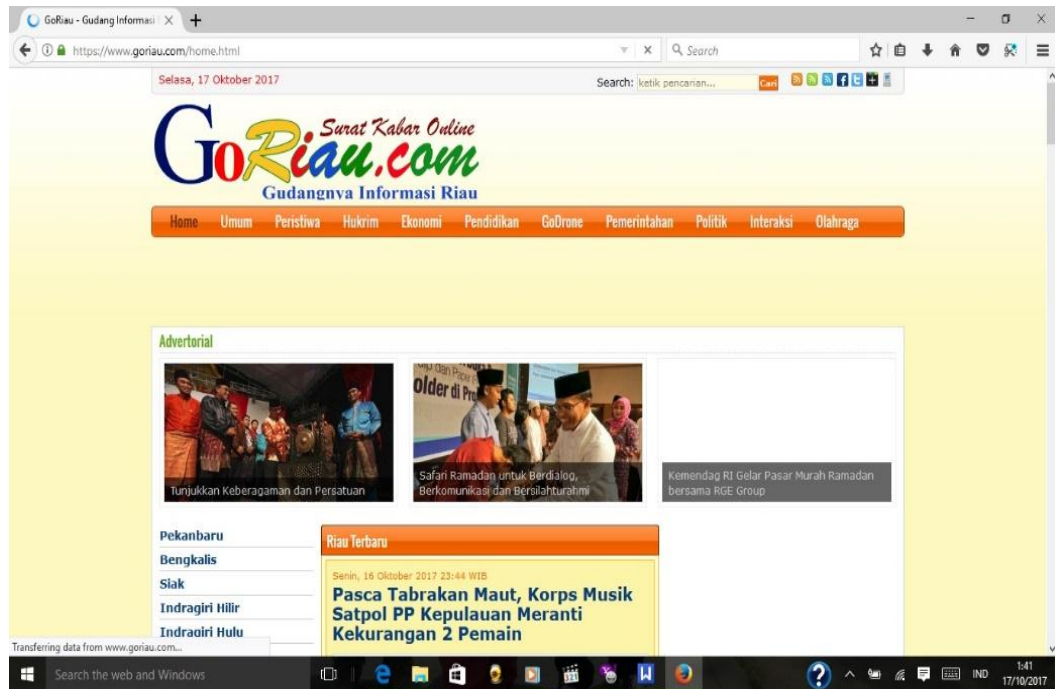 GoRiau - Gudang Informasi
https://www.goriau.com/home.html
Search
Selasa, 17 Oktober 2017
Search: ketik pencarian... Cari
Surat Kabar Online
GoRiau.com
Gudangnya Informasi Riau
Home Umum Peristiwa Hukrim Ekonomi Pendidikan GoDrone Pemerintahan Politik Interaksi Olahraga
Advertorial
older di Pro
Tunjukkan Keberagaman dan Persatuan
Safari Ramadan untuk Berdialog,
Berkomunikasi dan Bersilahturahmi
Kemendag RI Gelar Pasar Murah Ramadan
bersama RGE Group
Pekanbaru
Bengkalis
Siak
Indragiri Hilir
Indragiri Hulu
Riau Terbaru
Senin, 16 Oktober 2017 23:44 WIB
Pasca Tabrakan Maut, Korps Musik
Satpol PP Kepulauan Meranti
Kekurangan 2 Pemain
Transferring data from www.goriau.com...
Search the web and Windows
IND
1:41
17/10/2017